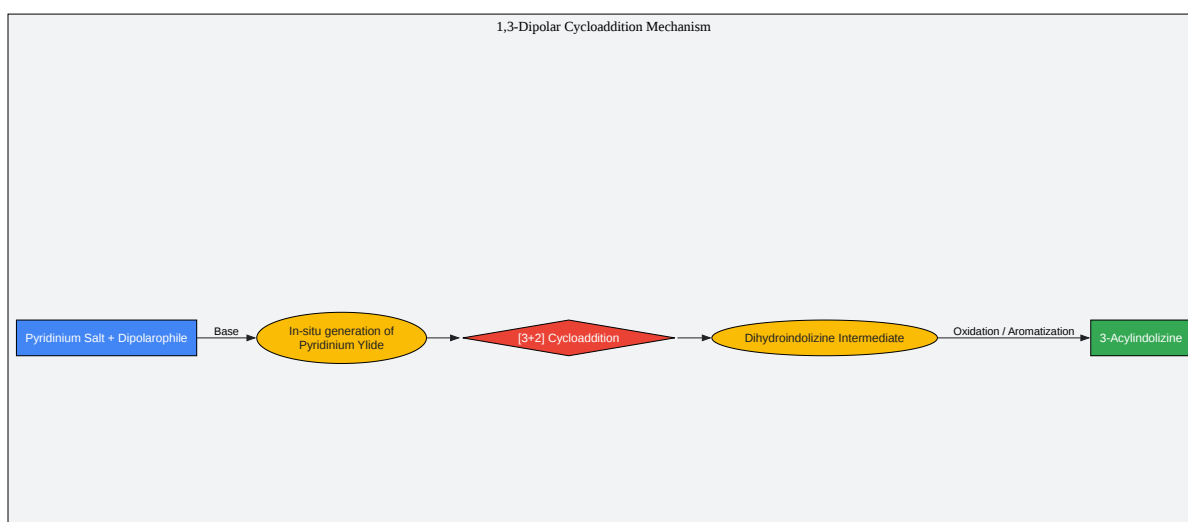 1,3-Dipolar Cycloaddition Mechanism
Pyridinium Salt + Dipolarophile
Base
In-situ generation of
Pyridinium Ylide
[3+2] Cycloaddition
Dihydroindolizine Intermediate
Oxidation / Aromatization
3-Acylindolizine